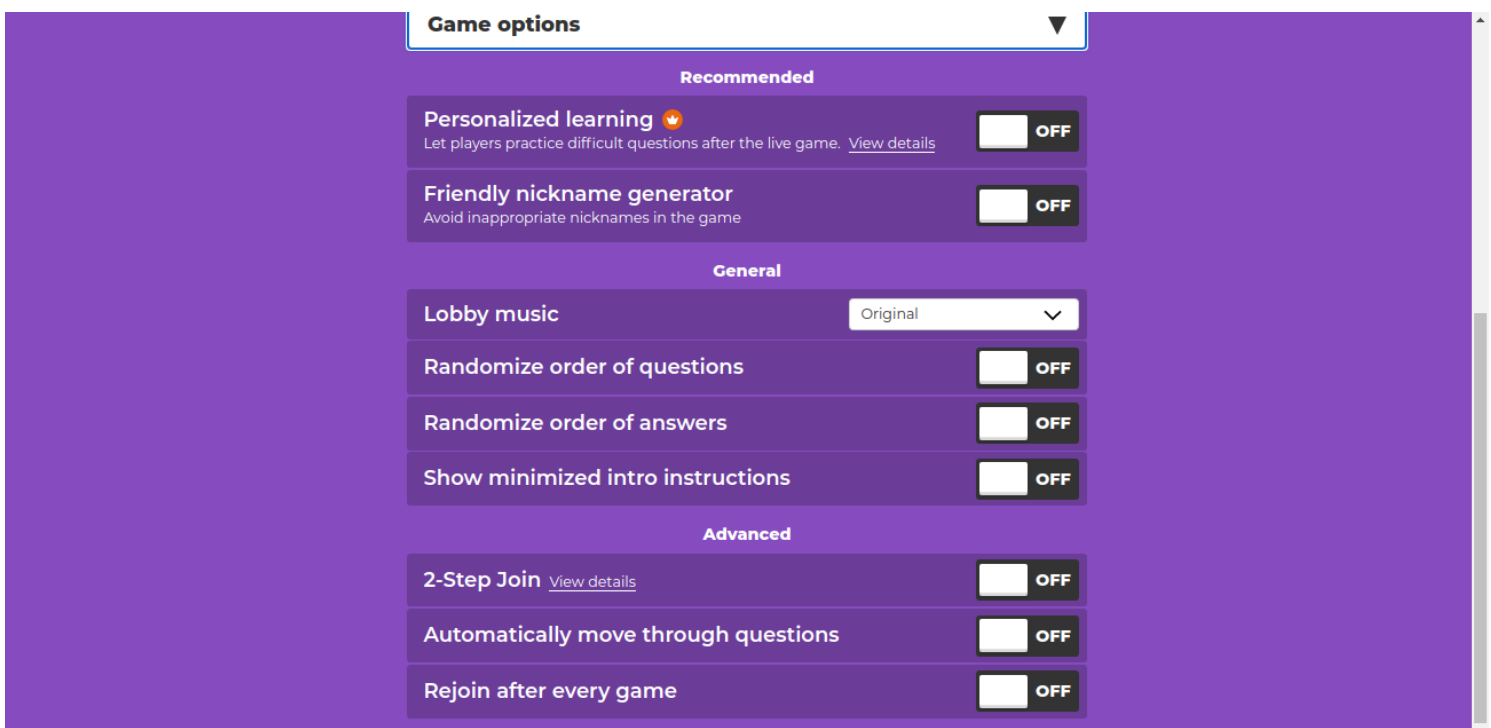 Game options
Recommended
Personalized learning
OFF
Let players practice difficult questions after the live game. View details
Friendly nickname generator
OFF
Avoid inappropriate nicknames in the game
General
Lobby music
Original
Randomize order of questions
OFF
Randomize order of answers
OFF
Show minimized intro instructions
OFF
Advanced
2-Step Join View details
OFF
Automatically move through questions
OFF
Rejoin after every game
OFF